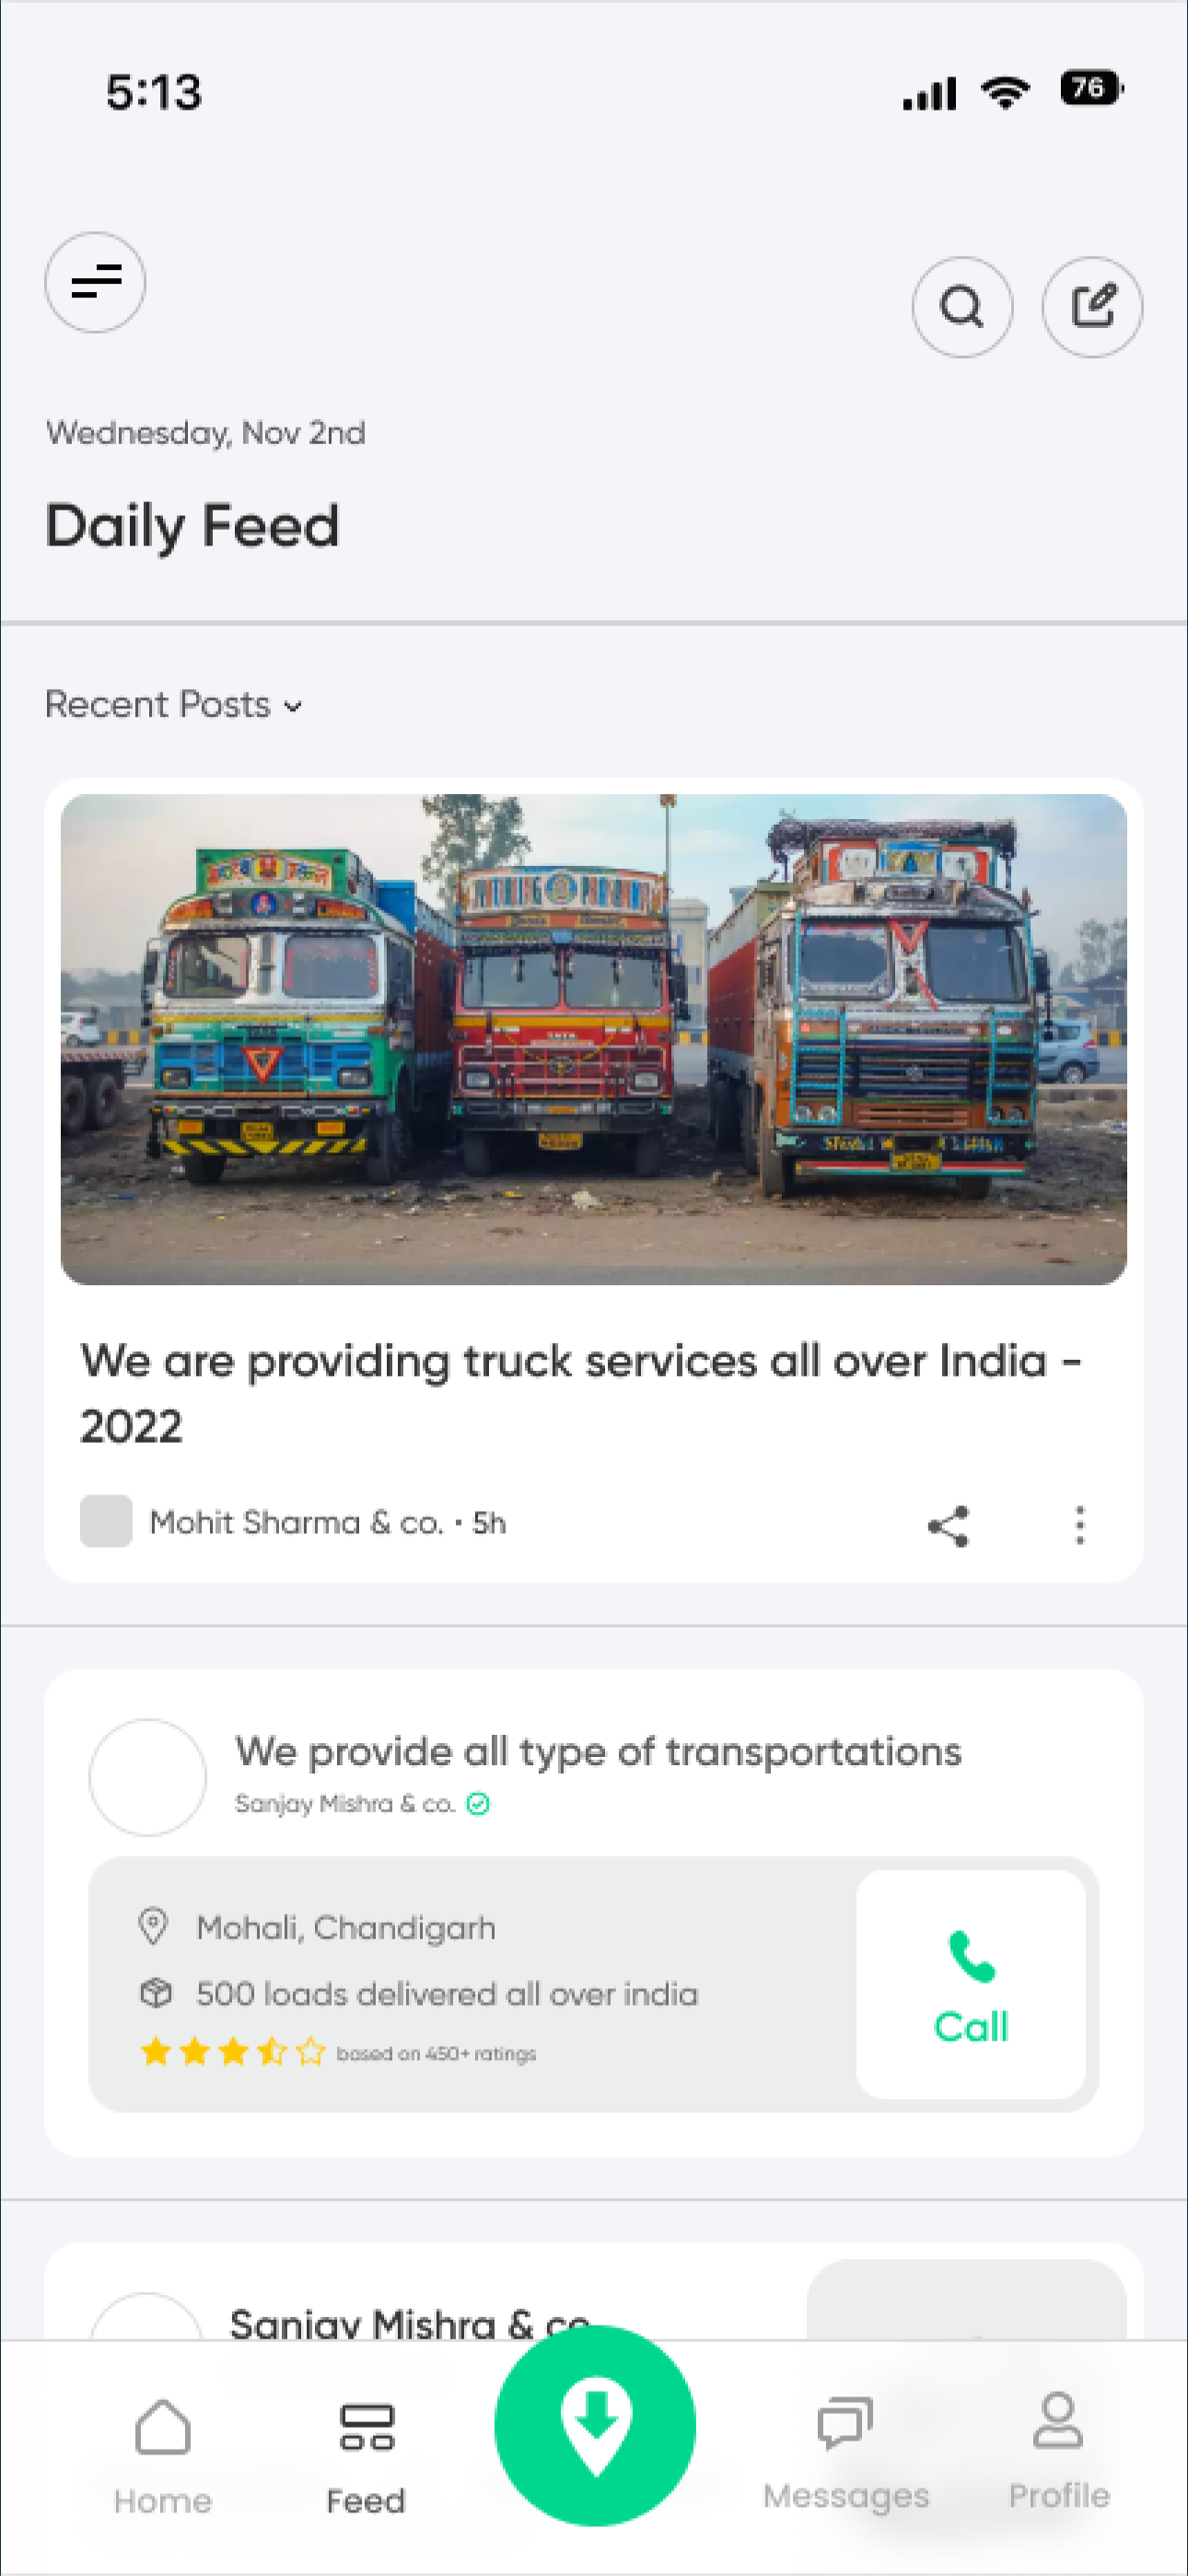 5:13
76
Wednesday, Nov 2nd
Daily Feed
Recent Posts
We are providing truck services all over India -
2022
Mohit Sharma & co. • 5h
We provide all type of transportations
Sanjay Mishra & co.
Mohali, Chandigarh
500 loads delivered all over india
based on 450+ ratings
Call
Sanjay Mishra & co.
Home
Feed
Messages
Profile